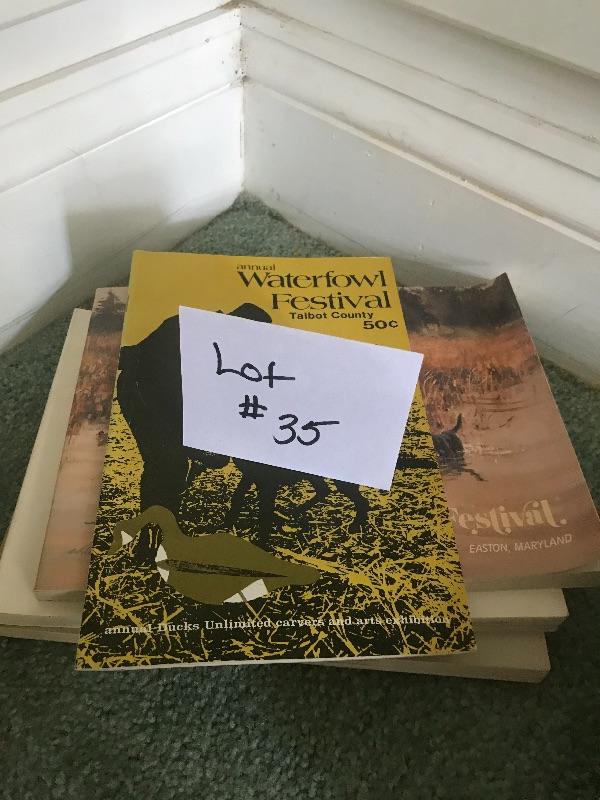 annual
Waterfowl
Festival
Talbot County
50¢
Lot
# 35
Festival
EASTON, MARYLAND
annual Ducks Unlimited carvers and arts exhibition